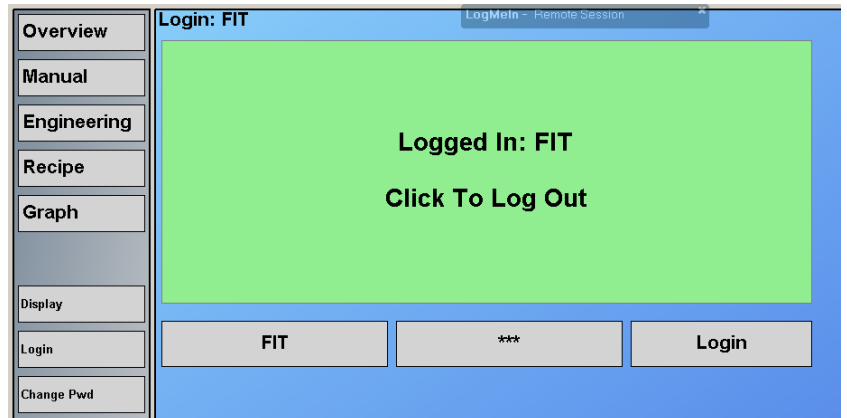 Overview
Manual
Engineering
Recipe
Graph
Display
Login
Change Pwd
Login: FIT
LogMeIn - Remote Session
x
Logged In: FIT
Click To Log Out
FIT
***
Login